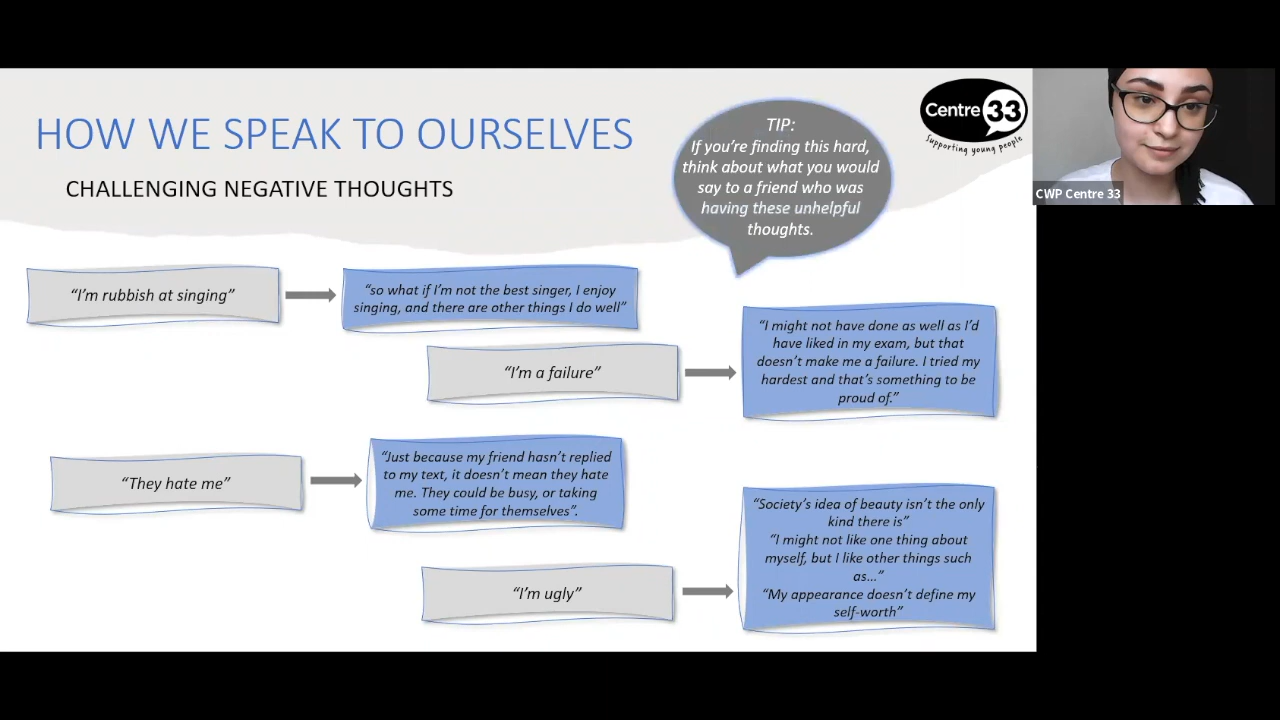 HOW WE SPEAK TO OURSELVES
CHALLENGING NEGATIVE THOUGHTS
TIP:
If you’re finding this hard,
think about what you would
say to a friend who was
having these unhelpful
thoughts.
Centre 33
Supporting young people
CWP Centre 33
“I’m rubbish at singing”
“so what if I’m not the best singer, I enjoy
singing, and there are other things I do well”
“I’m a failure”
“I might not have done as well as I’d
have liked in my exam, but that
doesn’t make me a failure. I tried my
hardest and that’s something to be
proud of.”
“They hate me”
“Just because my friend hasn’t replied
to my text, it doesn’t mean they hate
me. They could be busy, or taking
some time for themselves”.
“I’m ugly”
“Society’s idea of beauty isn’t the only
kind there is”
“I might not like one thing about
myself, but I like other things such
as…”
“My appearance doesn’t define my
self-worth”